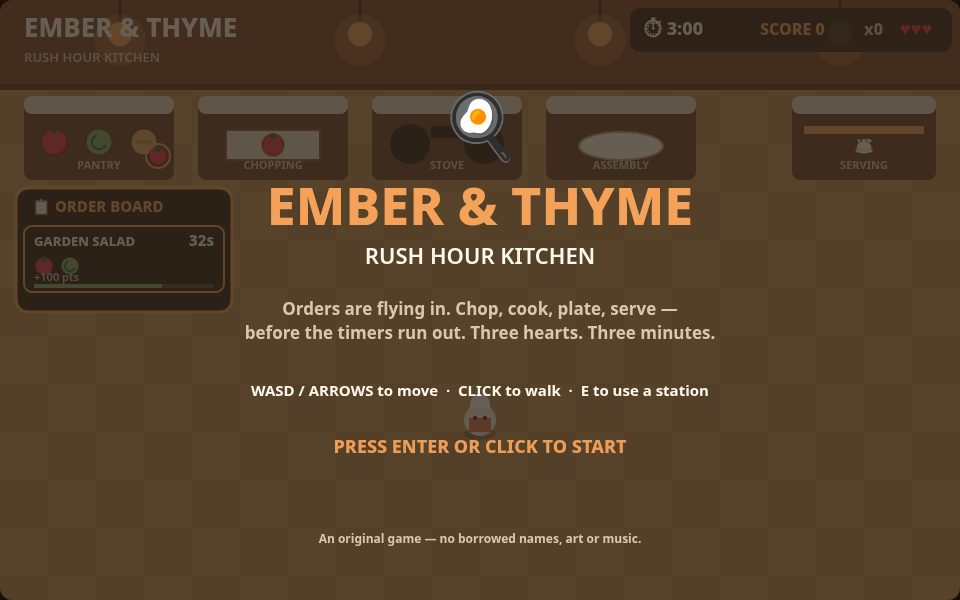 EMBER & THYME
RUSH HOUR KITCHEN
⏱ 3:00 SCORE 0 x0 ♥♥♥
PANTRY
CHOPPING
STOVE
ASSEMBLY
SERVING
📋 ORDER BOARD
GARDEN SALAD 32s
+100 pts
EMBER & THYME
RUSH HOUR KITCHEN
Orders are flying in. Chop, cook, plate, serve —
before the timers run out. Three hearts. Three minutes.
WASD / ARROWS to move · CLICK to walk · E to use a station
PRESS ENTER OR CLICK TO START
An original game — no borrowed names, art or music.